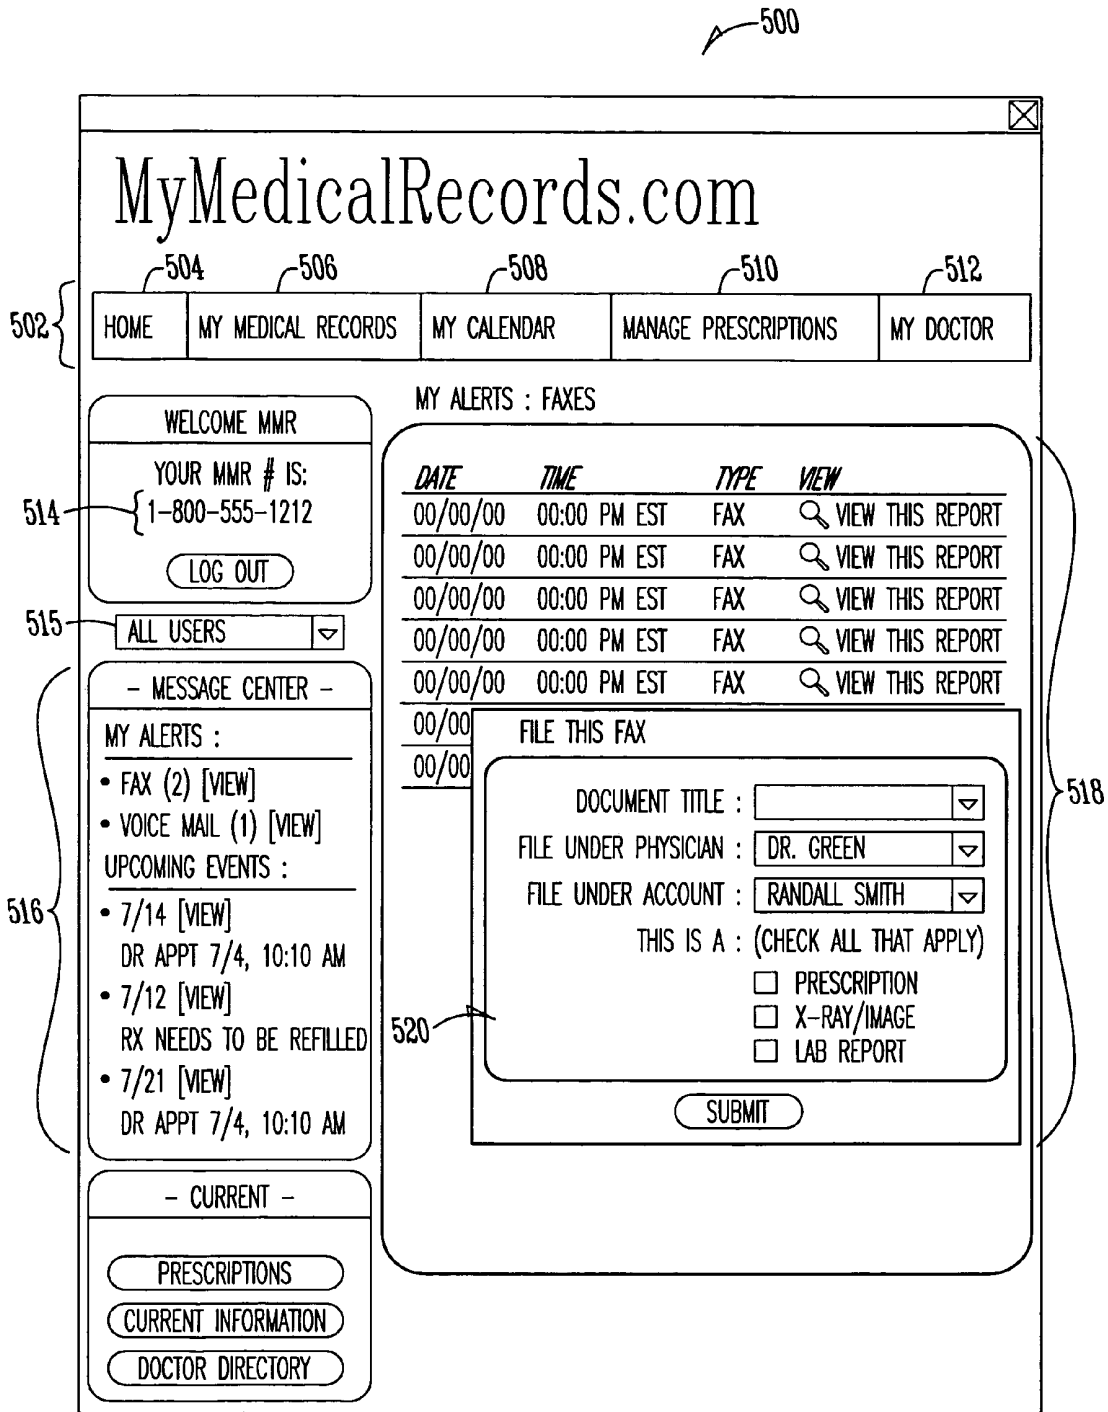 500
MyMedicalRecords.com
504 506 508 510 512
502 HOME MY MEDICAL RECORDS MY CALENDAR MANAGE PRESCRIPTIONS MY DOCTOR
WELCOME MMR
YOUR MMR # IS:
514 1-800-555-1212
LOG OUT
515 ALL USERS
516
- MESSAGE CENTER -
MY ALERTS :
• FAX (2) [VIEW]
• VOICE MAIL (1) [VIEW]
UPCOMING EVENTS :
• 7/14 [VIEW]
DR APPT 7/4, 10:10 AM
• 7/12 [VIEW]
RX NEEDS TO BE REFILLED
• 7/21 [VIEW]
DR APPT 7/4, 10:10 AM
- CURRENT -
PRESCRIPTIONS
CURRENT INFORMATION
DOCTOR DIRECTORY
MY ALERTS : FAXES
DATE TIME TYPE VIEW
00/00/00 00:00 PM EST FAX VIEW THIS REPORT
00/00/00 00:00 PM EST FAX VIEW THIS REPORT
00/00/00 00:00 PM EST FAX VIEW THIS REPORT
00/00/00 00:00 PM EST FAX VIEW THIS REPORT
00/00/00 00:00 PM EST FAX VIEW THIS REPORT
00/00
00/00
518
FILE THIS FAX
DOCUMENT TITLE :
FILE UNDER PHYSICIAN : DR. GREEN
FILE UNDER ACCOUNT : RANDALL SMITH
THIS IS A : (CHECK ALL THAT APPLY)
PRESCRIPTION
X-RAY/IMAGE
LAB REPORT
520
SUBMIT